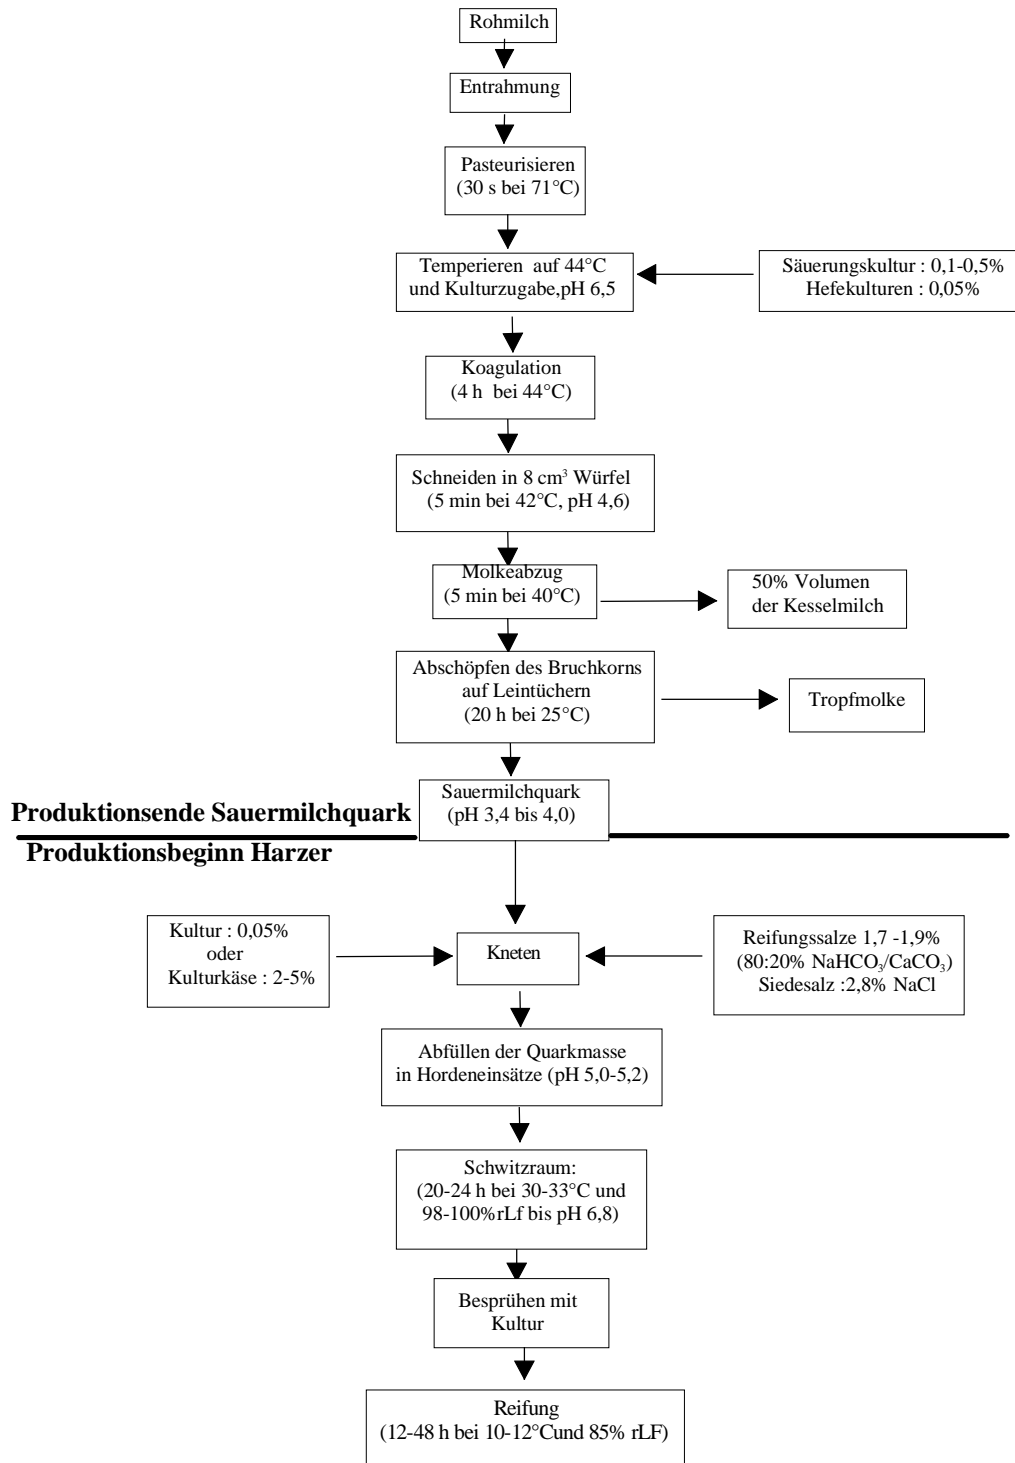 Rohmilch
Entrahmung
Pasteurisieren
(30 s bei 71°C)
Temperieren auf 44°C
und Kulturzugabe,pH 6,5
Säuerungskultur : 0,1-0,5%
Hefekulturen : 0,05%
Koagulation
(4 h bei 44°C)
Schneiden in 8 cm³ Würfel
(5 min bei 42°C, pH 4,6)
Molkeabzug
(5 min bei 40°C)
50% Volumen
der Kesselmilch
Abschöpfen des Bruchkorns
auf Leintüchern
(20 h bei 25°C)
Tropfmolke
Sauermilchquark
(pH 3,4 bis 4,0)
Produktionsende Sauermilchquark
Produktionsbeginn Harzer
Kultur : 0,05%
oder
Kulturkäse : 2-5%
Kneten
Reifungssalze 1,7 -1,9%
(80:20% NaHCO₃/CaCO₃)
Siedesalz :2,8% NaCl
Abfüllen der Quarkmasse
in Hordeneinsätze (pH 5,0-5,2)
Schwitzraum:
(20-24 h bei 30-33°C und
98-100%rLf bis pH 6,8)
Besprühen mit
Kultur
Reifung
(12-48 h bei 10-12°Cund 85% rLF)